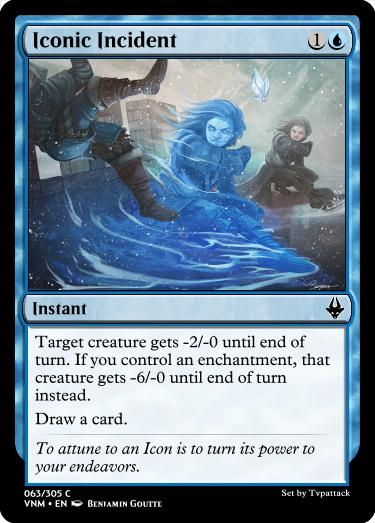 Iconic Incident
1
Instant
Target creature gets -2/-0 until end of
turn. If you control an enchantment, that
creature gets -6/-0 until end of turn
instead.
Draw a card.
To attune to an Icon is to turn its power to
your endeavors.
063/305 C
VNM • EN Benjamin Goutte
Set by Tvpattack